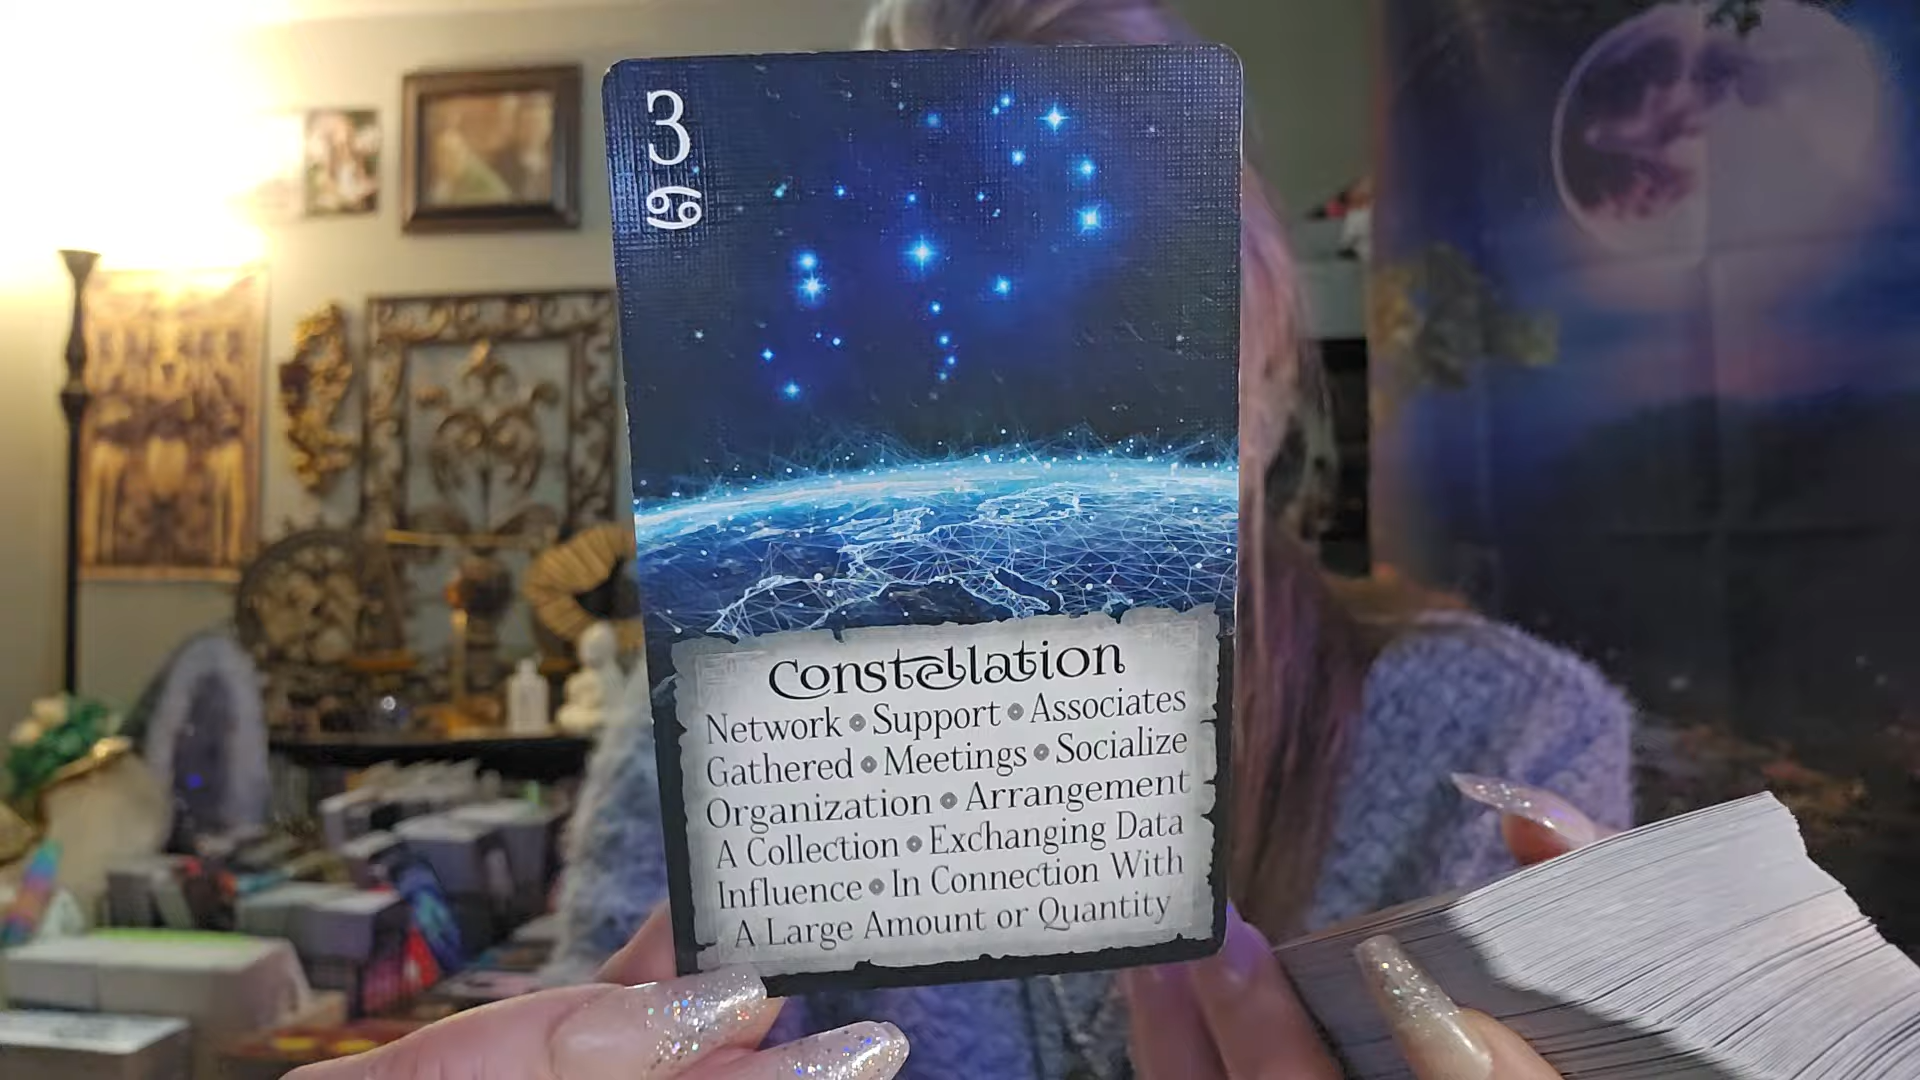 3
♋
Constellation
Network • Support • Associates
Gathered • Meetings • Socialize
Organization • Arrangement
A Collection • Exchanging Data
Influence • In Connection With
A Large Amount or Quantity